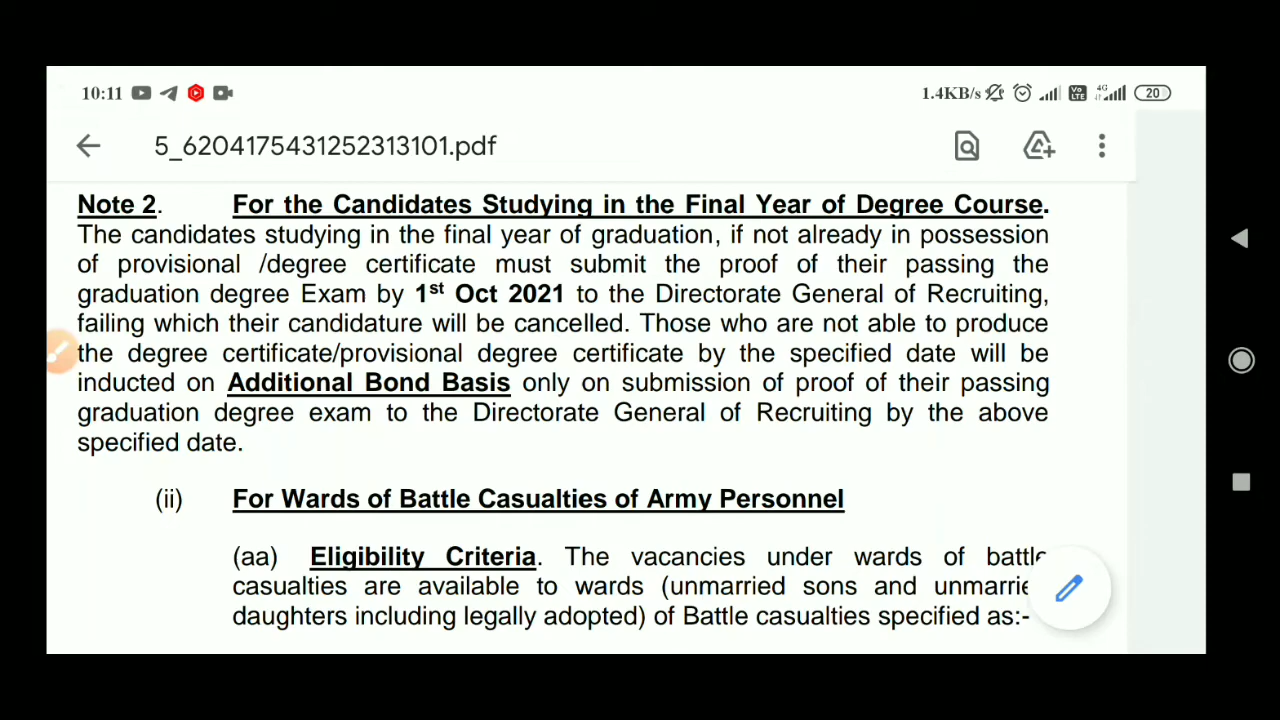 10:11 1.4KB/s Vo LTE 4G 20
5_6204175431252313101.pdf
Note 2. For the Candidates Studying in the Final Year of Degree Course.
The candidates studying in the final year of graduation, if not already in possession
of provisional /degree certificate must submit the proof of their passing the
graduation degree Exam by 1st Oct 2021 to the Directorate General of Recruiting,
failing which their candidature will be cancelled. Those who are not able to produce
the degree certificate/provisional degree certificate by the specified date will be
inducted on Additional Bond Basis only on submission of proof of their passing
graduation degree exam to the Directorate General of Recruiting by the above
specified date.
(ii) For Wards of Battle Casualties of Army Personnel
(aa) Eligibility Criteria. The vacancies under wards of battle
casualties are available to wards (unmarried sons and unmarrie
daughters including legally adopted) of Battle casualties specified as:-